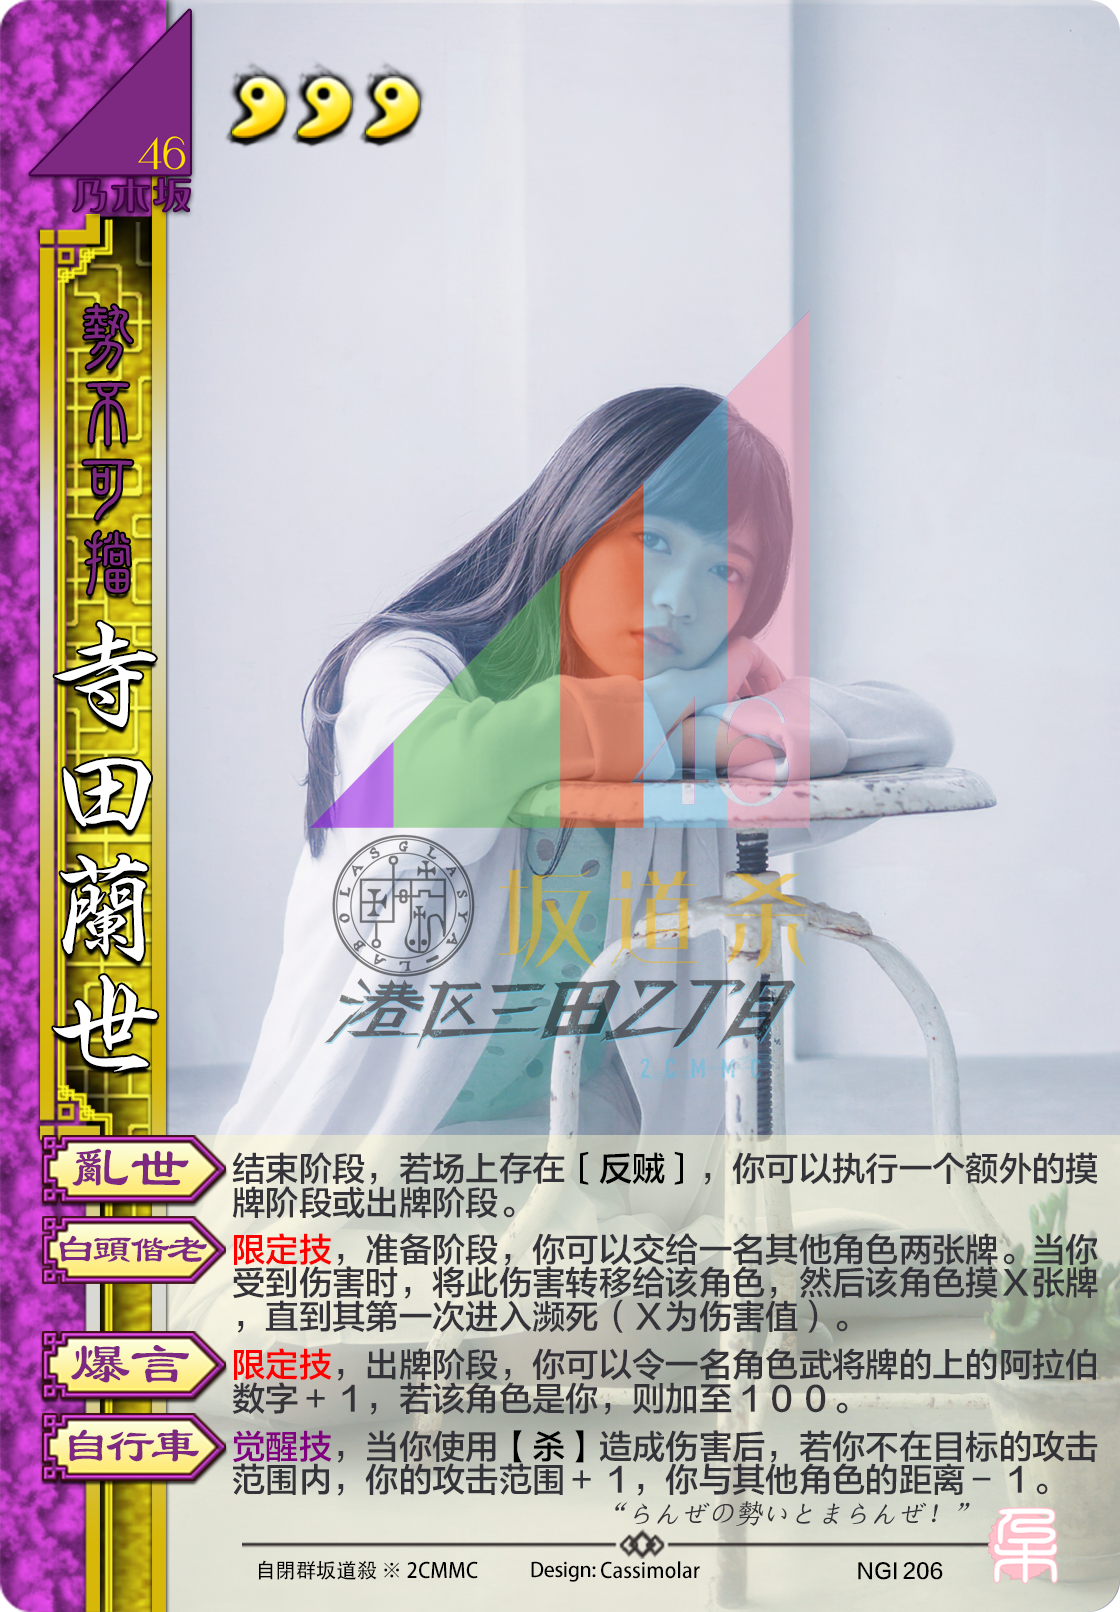 46
乃木坂
勢不可擋
寺田蘭世
46
GLASYA-LABOLAS
坂道杀
港区三田2丁目
2CMMC
亂世
结束阶段，若场上存在［反贼］，你可以执行一个额外的摸
牌阶段或出牌阶段。
白頭偕老
限定技，准备阶段，你可以交给一名其他角色两张牌。当你
受到伤害时，将此伤害转移给该角色，然后该角色摸Ｘ张牌
，直到其第一次进入濒死（Ｘ为伤害值）。
爆言
限定技，出牌阶段，你可以令一名角色武将牌的上的阿拉伯
数字＋１，若该角色是你，则加至１００。
自行車
觉醒技，当你使用【杀】造成伤害后，若你不在目标的攻击
范围内，你的攻击范围＋１，你与其他角色的距离－１。
“らんぜの勢いとまらんぜ！”
自閉群坂道殺 ※ 2CMMC Design: Cassimolar NGI 206